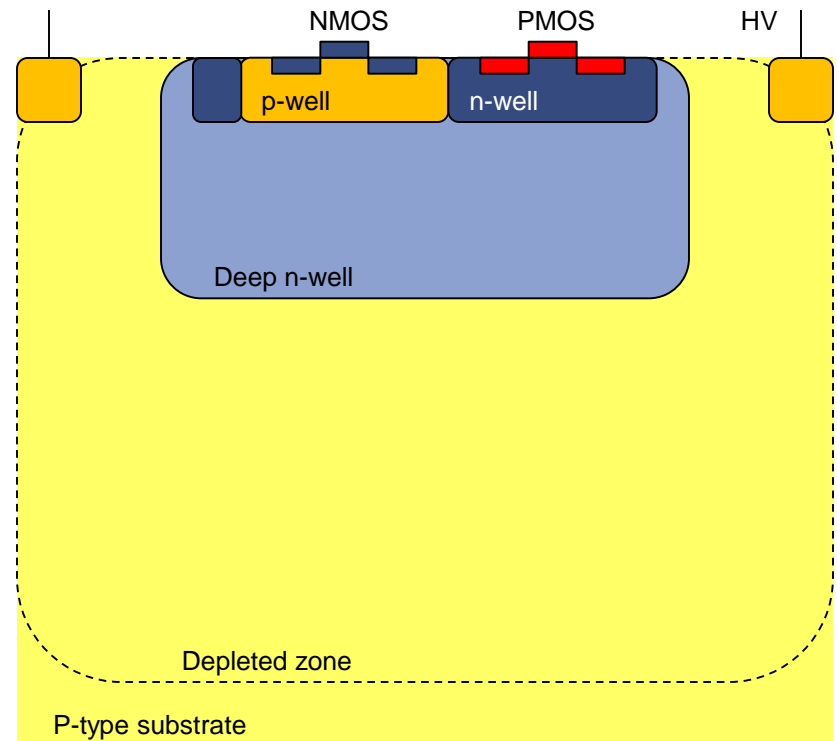 NMOS
PMOS
HV
p-well
n-well
Deep n-well
Depleted zone
P-type substrate